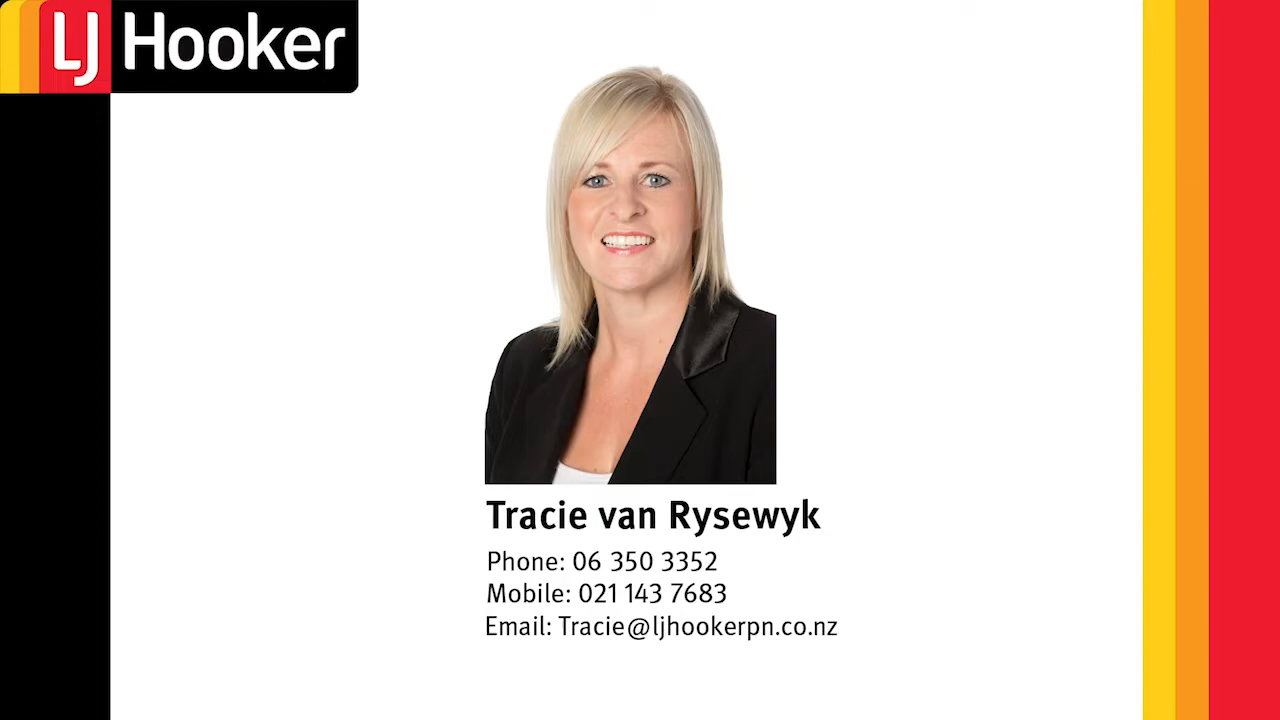 LJ Hooker
Tracie van Rysewyk
Phone: 06 350 3352
Mobile: 021 143 7683
Email: Tracie@ljhookerpn.co.nz